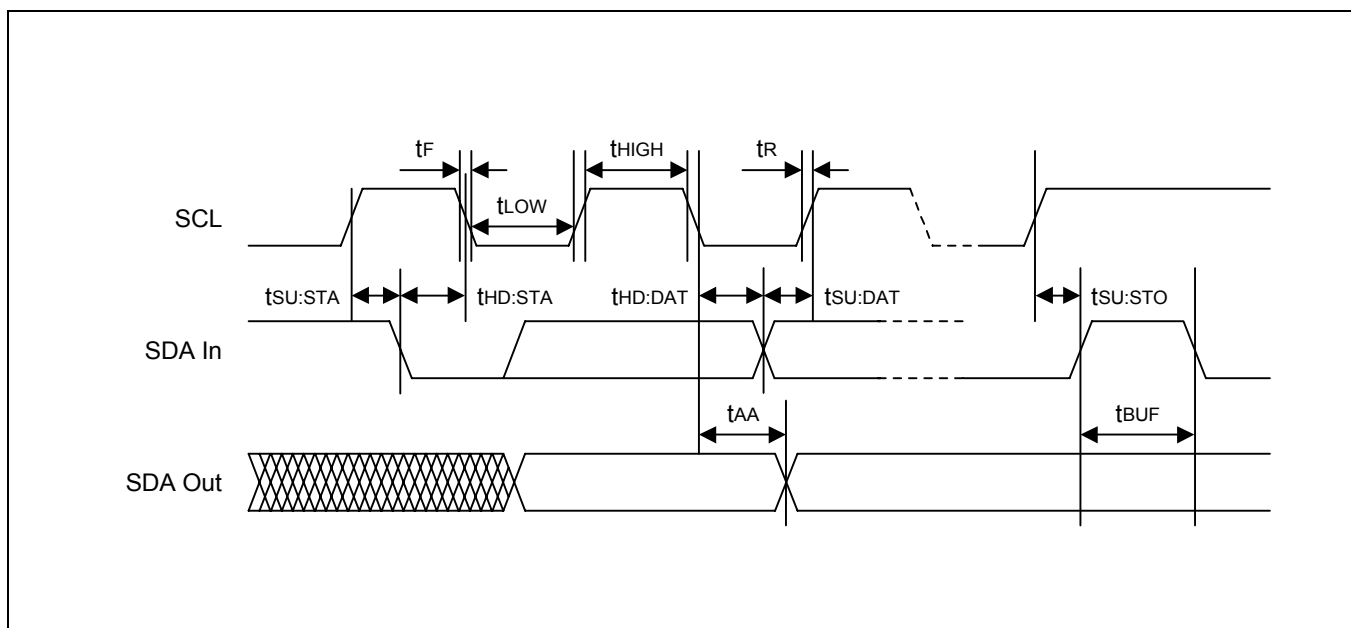 tF
tHIGH
tR
SCL
tLOW
tSU:STA
tHD:STA
tHD:DAT
tSU:DAT
tSU:STO
SDA In
tAA
tBUF
SDA Out